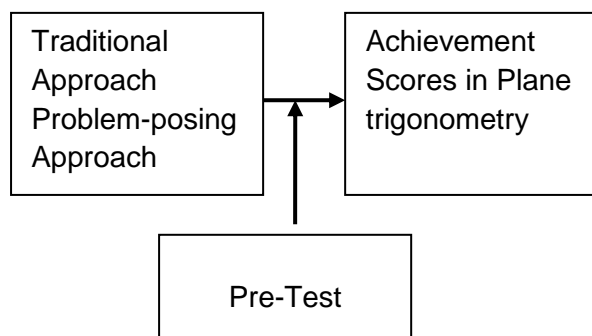 Traditional
Approach
Problem-posing
Approach
Achievement
Scores in Plane
trigonometry
Pre-Test